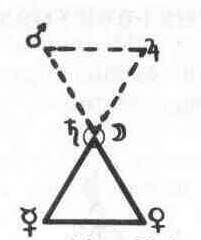 ♂ ♃
♄ ☽
☿ ♀